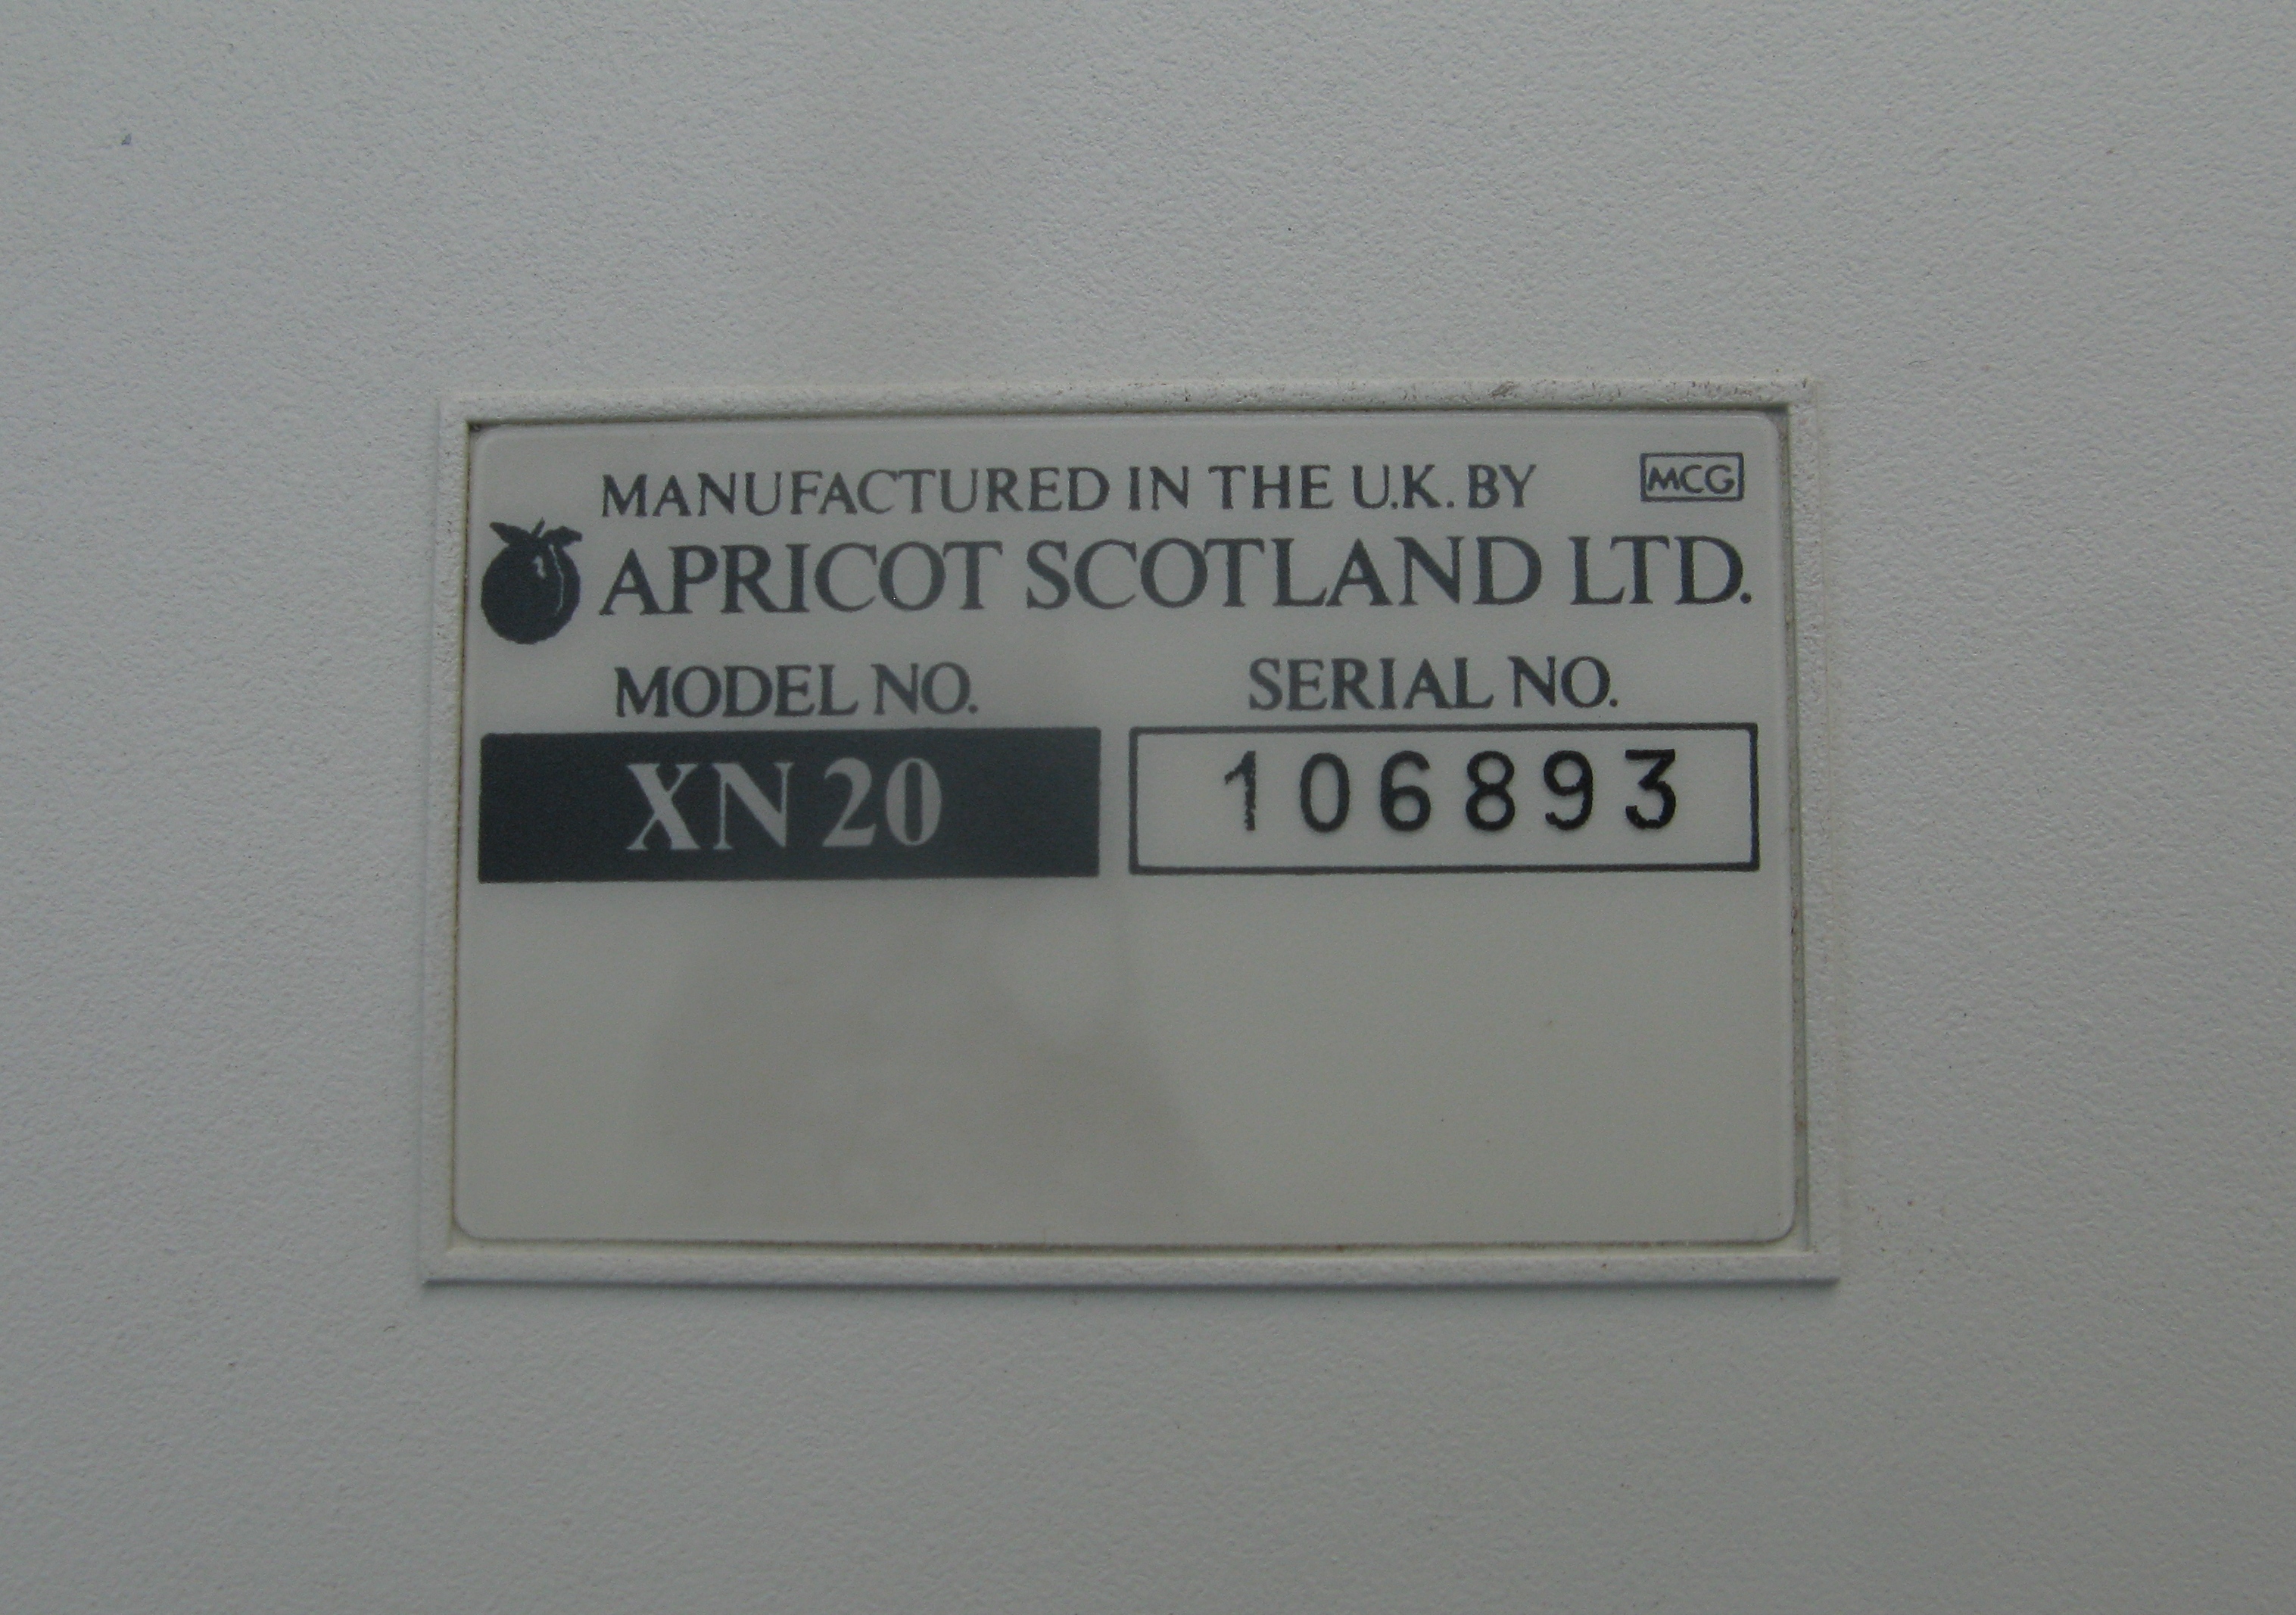 MANUFACTURED IN THE U.K. BY MCG
APRICOT SCOTLAND LTD.
MODEL NO. SERIAL NO.
XN 20 106893